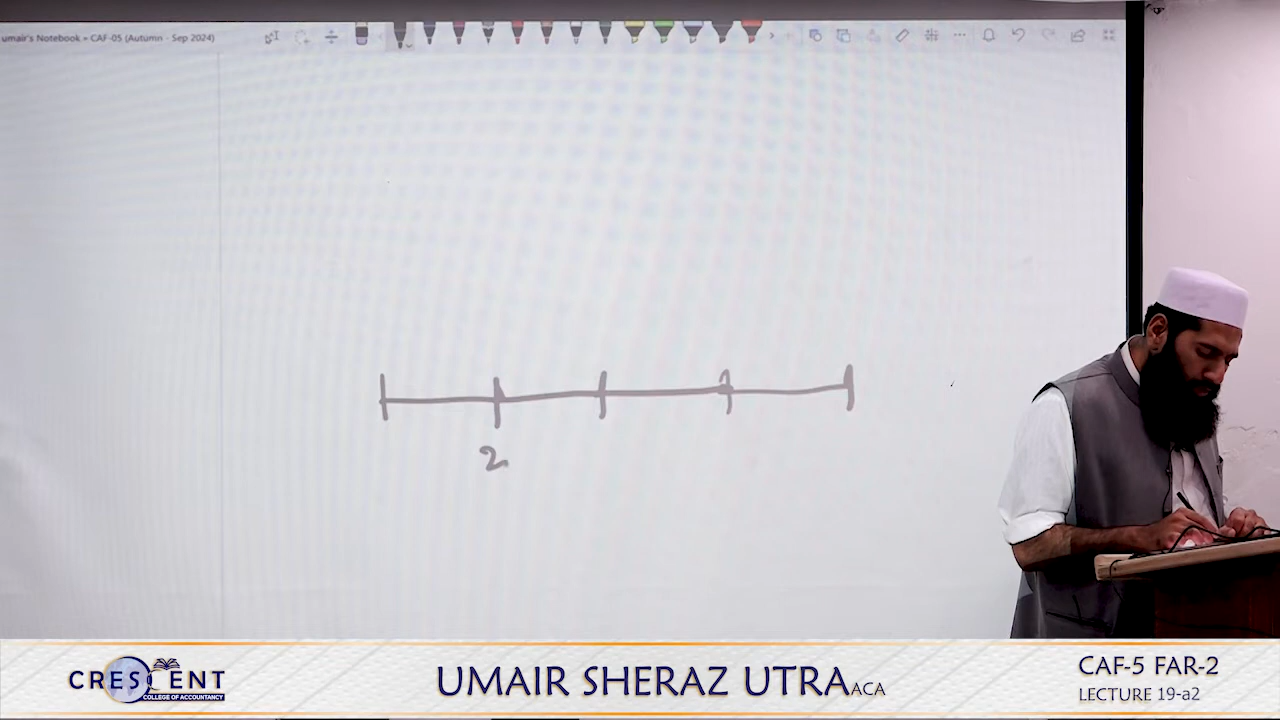 umair's Notebook » CAF-05 (Autumn - Sep 2024)
2
CRESCENT
COLLEGE OF ACCOUNTANCY
UMAIR SHERAZ UTRA ACA
CAF-5 FAR-2
LECTURE 19-a2